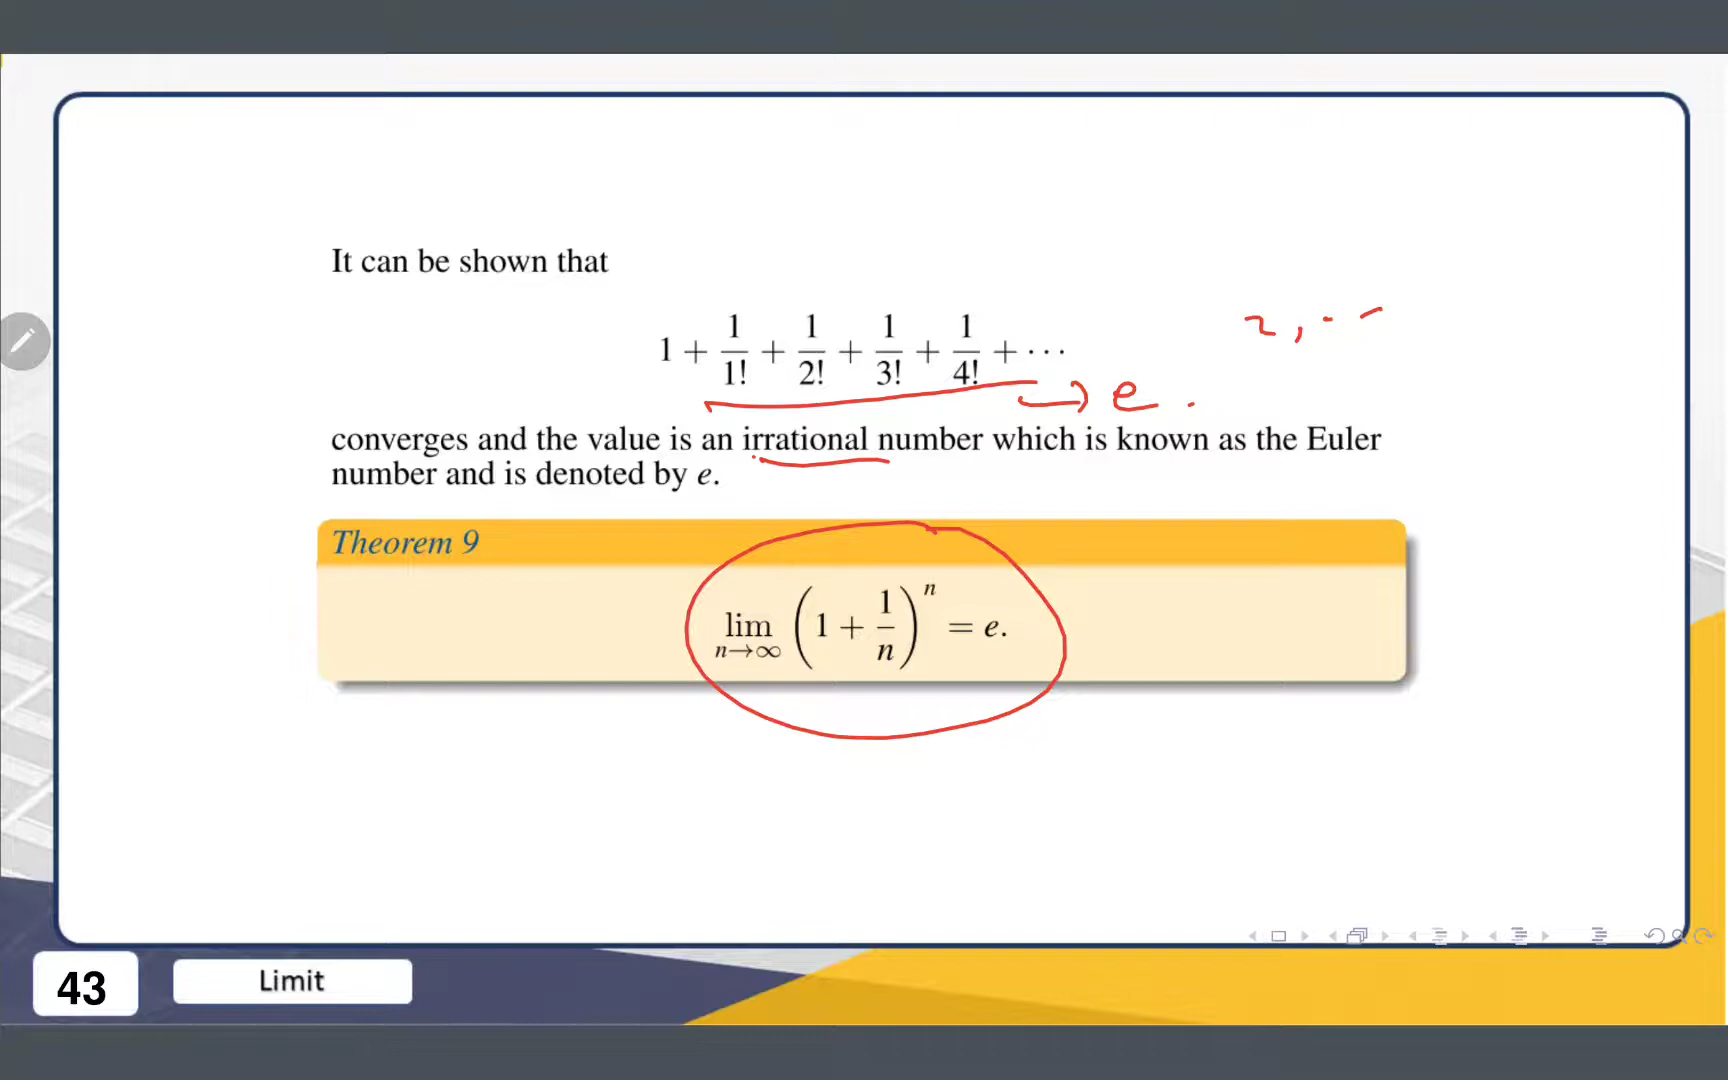 It can be shown that
1 + 1/1! + 1/2! + 1/3! + 1/4! + ···
2, . -
→ e .
converges and the value is an irrational number which is known as the Euler
number and is denoted by e.
Theorem 9
lim n→∞ (1 + 1/n)^n = e.
43
Limit